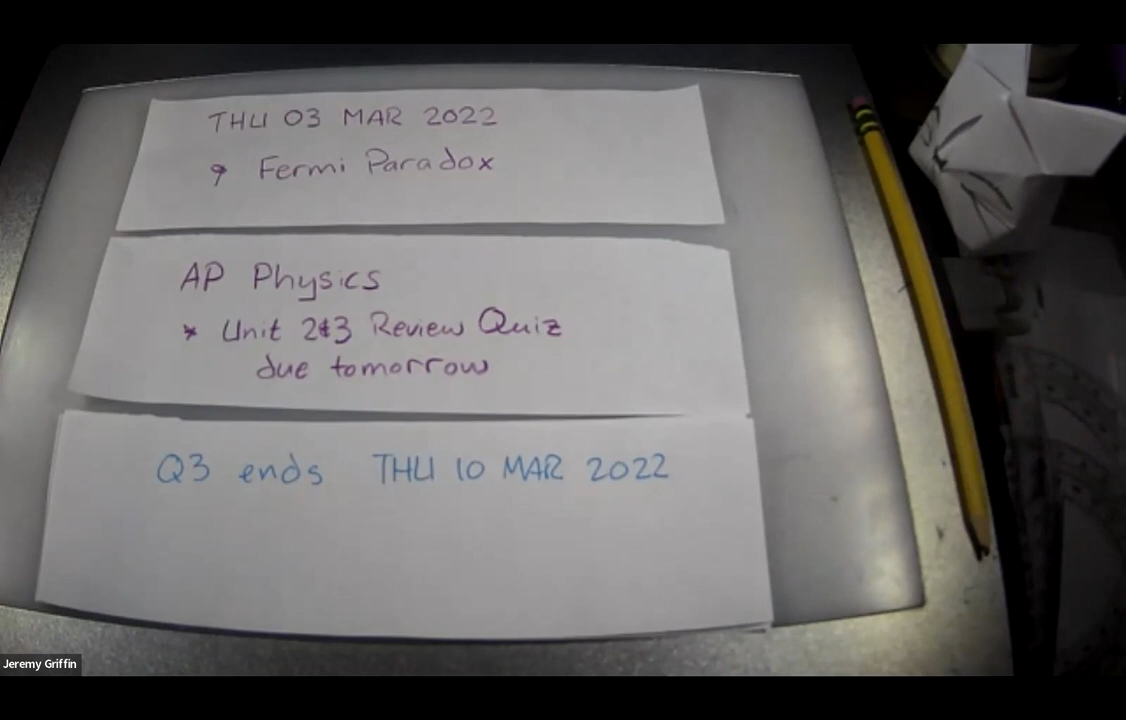 THU 03 MAR 2022
Fermi Paradox
AP Physics
* Unit 2&3 Review Quiz
due tomorrow
Q3 ends THU 10 MAR 2022
Jeremy Griffin